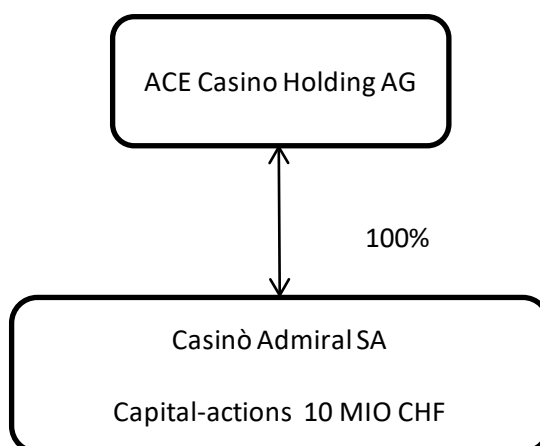 ACE Casino Holding AG
100%
Casinò Admiral SA
Capital-actions 10 MIO CHF